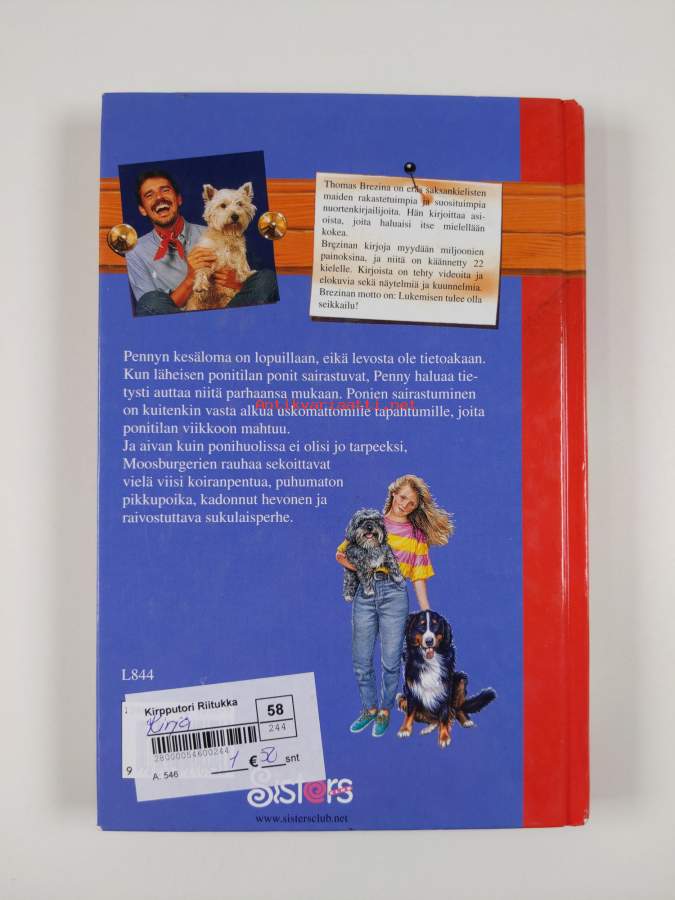 Thomas Brezina on eräs saksankielisten
maiden rakastetuimpia ja suosituimpia
nuortenkirjailijoita. Hän kirjoittaa asi-
oista, joita haluaisi itse mielellään
kokea.
Brezinan kirjoja myydään miljoonien
painoksina, ja niitä on käännetty 22
kielelle. Kirjoista on tehty videoita ja
elokuvia sekä näytelmiä ja kuunnelmia.
Brezinan motto on: Lukemisen tulee olla
seikkailu!
Pennyn kesäloma on lopuillaan, eikä levosta ole tietoakaan.
Kun läheisen ponitilan ponit sairastuvat, Penny haluaa tie-
tysti auttaa niitä parhaansa mukaan. Ponien sairastuminen
on kuitenkin vasta alkua uskomattomille tapahtumille, joita
ponitilan viikkoon mahtuu.
Ja aivan kuin ponihuolissa ei olisi jo tarpeeksi,
Moosburgerien rauhaa sekoittavat
vielä viisi koiranpentua, puhumaton
pikkupoika, kadonnut hevonen ja
raivostuttava sukulaisperhe.
Antikvariaatti.net
L844
Kirpputori Riitukka
58
244
Kirja
28000054600244
A: 546
1 € 50 snt
9
Sisters
www.sistersclub.net